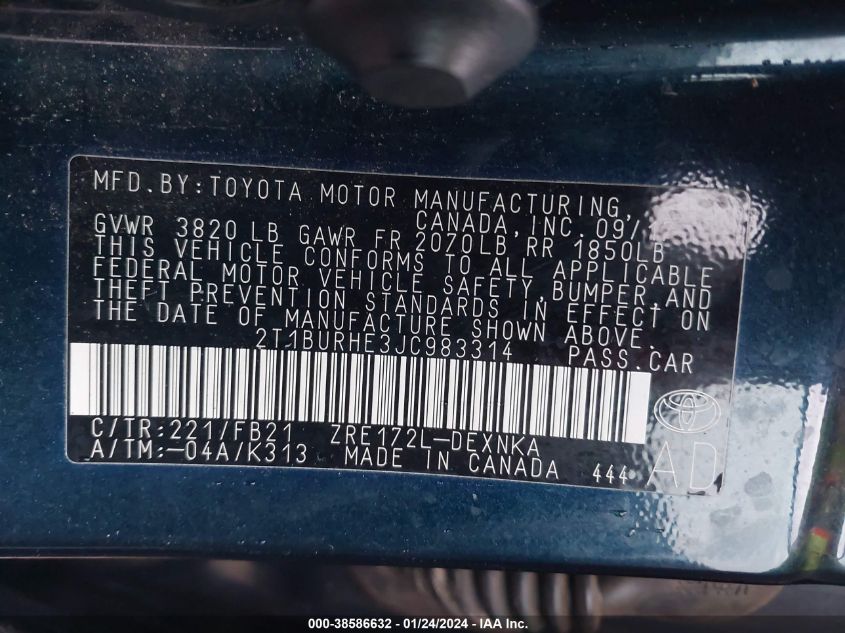 MFD.BY:TOYOTA MOTOR MANUFACTURING,
CANADA, INC. 09/
GVWR 3820 LB GAWR FR 2070LB RR 1850LB
THIS VEHICLE CONFORMS TO ALL APPLICABLE
FEDERAL MOTOR VEHICLE SAFETY,BUMPER,AND
THEFT PREVENTION STANDARDS IN EFFECT ON
THE DATE OF MANUFACTURE SHOWN ABOVE.
2T1BURHE3JC983314 PASS.CAR
C/TR:221/FB21 ZRE172L-DEXNKA
A/TM:-04A/K313 MADE IN CANADA 444 AD
000-38586632 - 01/24/2024 - IAA Inc.